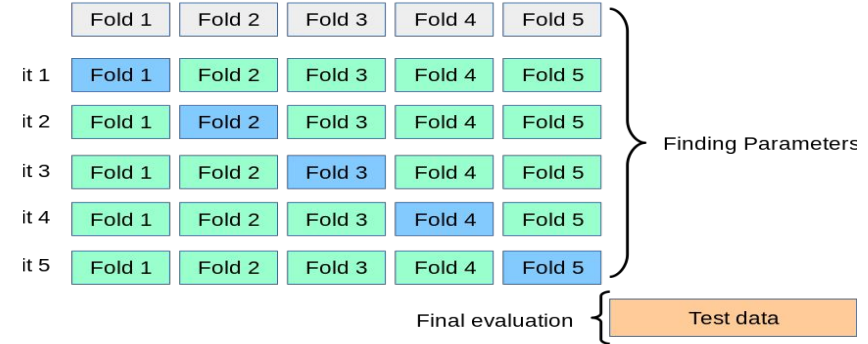 Fold 1 Fold 2 Fold 3 Fold 4 Fold 5
it 1 Fold 1 Fold 2 Fold 3 Fold 4 Fold 5
it 2 Fold 1 Fold 2 Fold 3 Fold 4 Fold 5
Finding Parameters
it 3 Fold 1 Fold 2 Fold 3 Fold 4 Fold 5
it 4 Fold 1 Fold 2 Fold 3 Fold 4 Fold 5
it 5 Fold 1 Fold 2 Fold 3 Fold 4 Fold 5
Final evaluation Test data